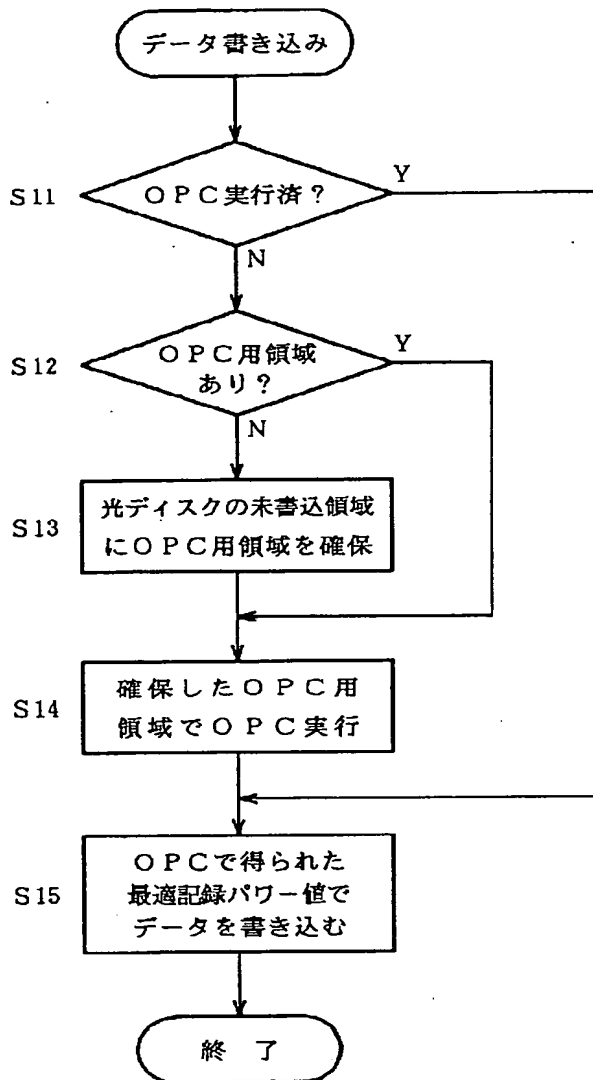 データ書き込み
S11
OPC実行済?
Y
N
S12
OPC用領域
あり?
Y
N
S13
光ディスクの未書込領域
にOPC用領域を確保
S14
確保したOPC用
領域でOPC実行
S15
OPCで得られた
最適記録パワー値で
データを書き込む
終 了